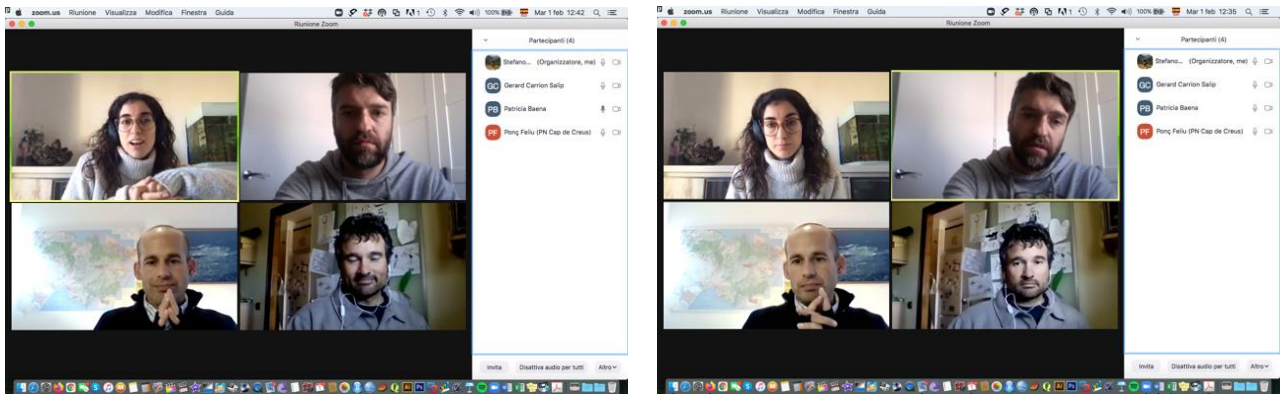 zoom.us Riunione Visualizza Modifica Finestra Guida
1 100% Mar 1 feb 12:42
Riunione Zoom
Partecipanti (4)
Stefano... (Organizzatore, me)
GC Gerard Carrion Salip
PB Patricia Baena
PF Ponç Feliu (PN Cap de Creus)
Invita Disattiva audio per tutti Altro
zoom.us Riunione Visualizza Modifica Finestra Guida
1 100% Mar 1 feb 12:35
Riunione Zoom
Partecipanti (4)
Stefano... (Organizzatore, me)
GC Gerard Carrion Salip
PB Patricia Baena
PF Ponç Feliu (PN Cap de Creus)
Invita Disattiva audio per tutti Altro